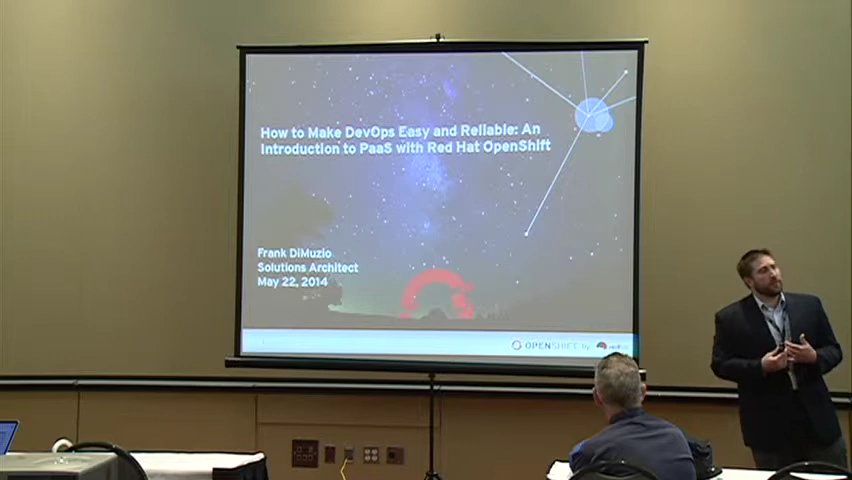 How to Make DevOps Easy and Reliable: An
Introduction to PaaS with Red Hat OpenShift
Frank DiMuzio
Solutions Architect
May 22, 2014
OPENSHIFT by